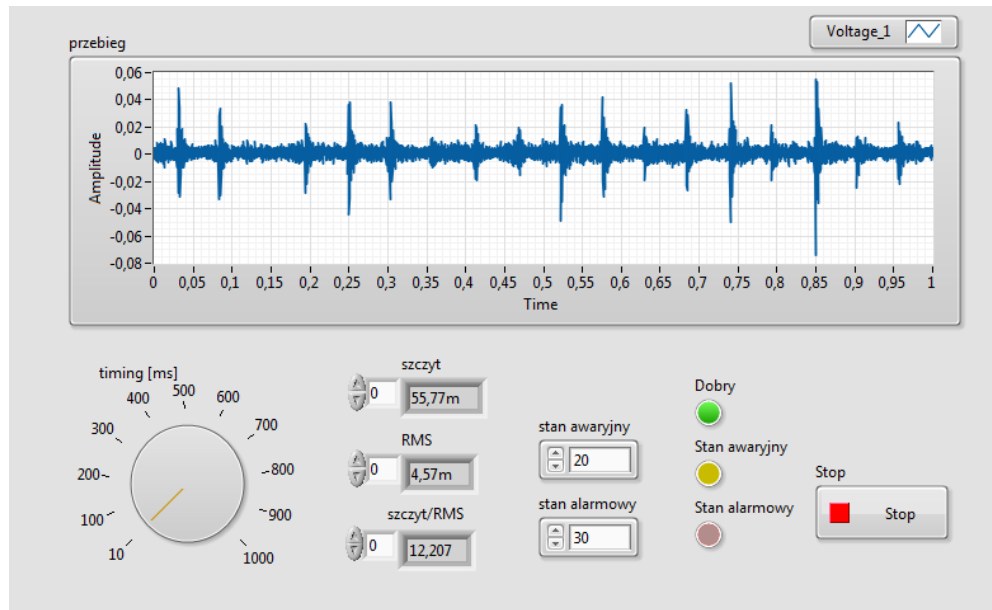 Voltage_1
przebieg
0,06
0,04
0,02
0
-0,02
-0,04
-0,06
-0,08
Amplitude
0 0,05 0,1 0,15 0,2 0,25 0,3 0,35 0,4 0,45 0,5 0,55 0,6 0,65 0,7 0,75 0,8 0,85 0,9 0,95 1
Time
timing [ms]
10
100
200
300
400
500
600
700
800
900
1000
szczyt
0 55,77m
RMS
0 4,57m
szczyt/RMS
0 12,207
stan awaryjny
20
stan alarmowy
30
Dobry
Stan awaryjny
Stan alarmowy
Stop
Stop